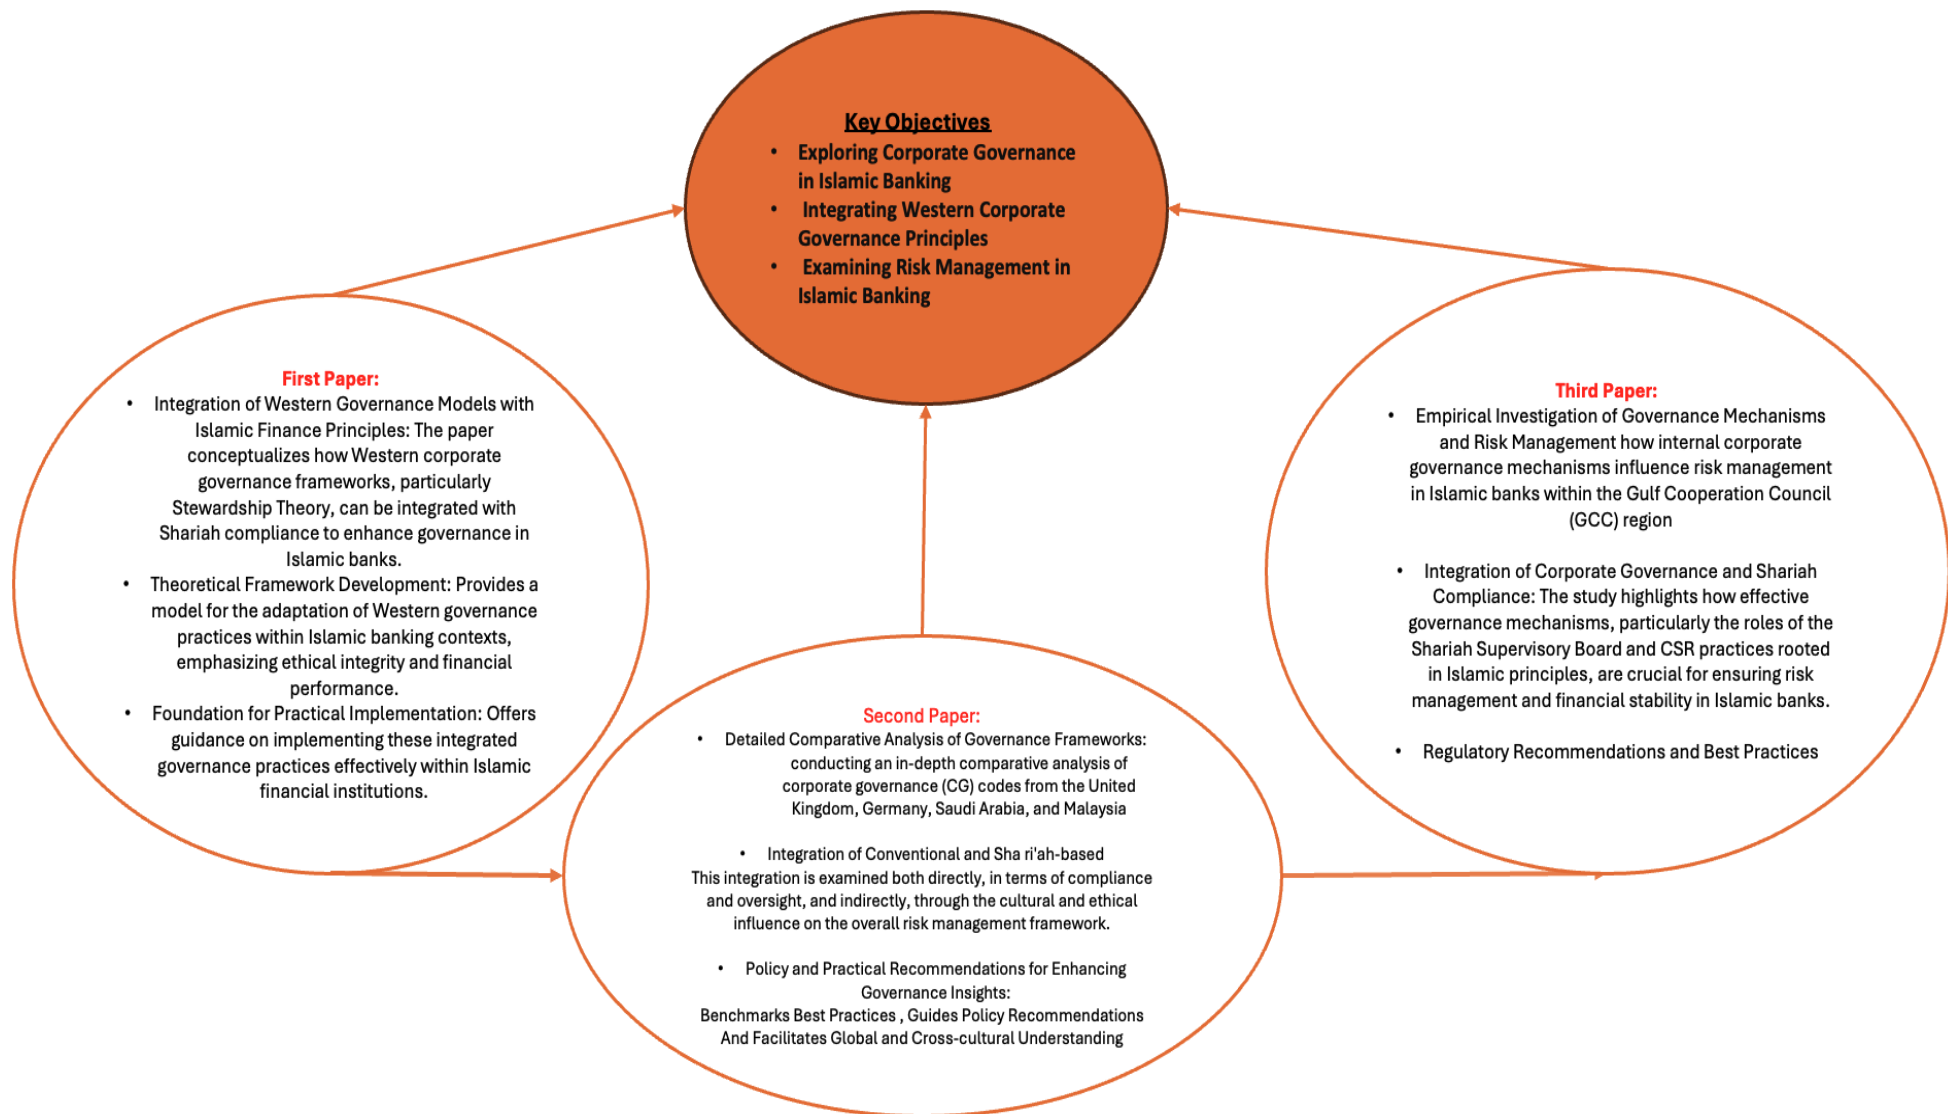 Key Objectives
• Exploring Corporate Governance
in Islamic Banking
• Integrating Western Corporate
Governance Principles
• Examining Risk Management in
Islamic Banking
First Paper:
• Integration of Western Governance Models with
Islamic Finance Principles: The paper
conceptualizes how Western corporate
governance frameworks, particularly
Stewardship Theory, can be integrated with
Shariah compliance to enhance governance in
Islamic banks.
• Theoretical Framework Development: Provides a
model for the adaptation of Western governance
practices within Islamic banking contexts,
emphasizing ethical integrity and financial
performance.
• Foundation for Practical Implementation: Offers
guidance on implementing these integrated
governance practices effectively within Islamic
financial institutions.
Second Paper:
• Detailed Comparative Analysis of Governance Frameworks:
conducting an in-depth comparative analysis of
corporate governance (CG) codes from the United
Kingdom, Germany, Saudi Arabia, and Malaysia
• Integration of Conventional and Sha ri'ah-based
This integration is examined both directly, in terms of compliance
and oversight, and indirectly, through the cultural and ethical
influence on the overall risk management framework.
• Policy and Practical Recommendations for Enhancing
Governance Insights:
Benchmarks Best Practices , Guides Policy Recommendations
And Facilitates Global and Cross-cultural Understanding
Third Paper:
• Empirical Investigation of Governance Mechanisms
and Risk Management how internal corporate
governance mechanisms influence risk management
in Islamic banks within the Gulf Cooperation Council
(GCC) region
• Integration of Corporate Governance and Shariah
Compliance: The study highlights how effective
governance mechanisms, particularly the roles of the
Shariah Supervisory Board and CSR practices rooted
in Islamic principles, are crucial for ensuring risk
management and financial stability in Islamic banks.
• Regulatory Recommendations and Best Practices